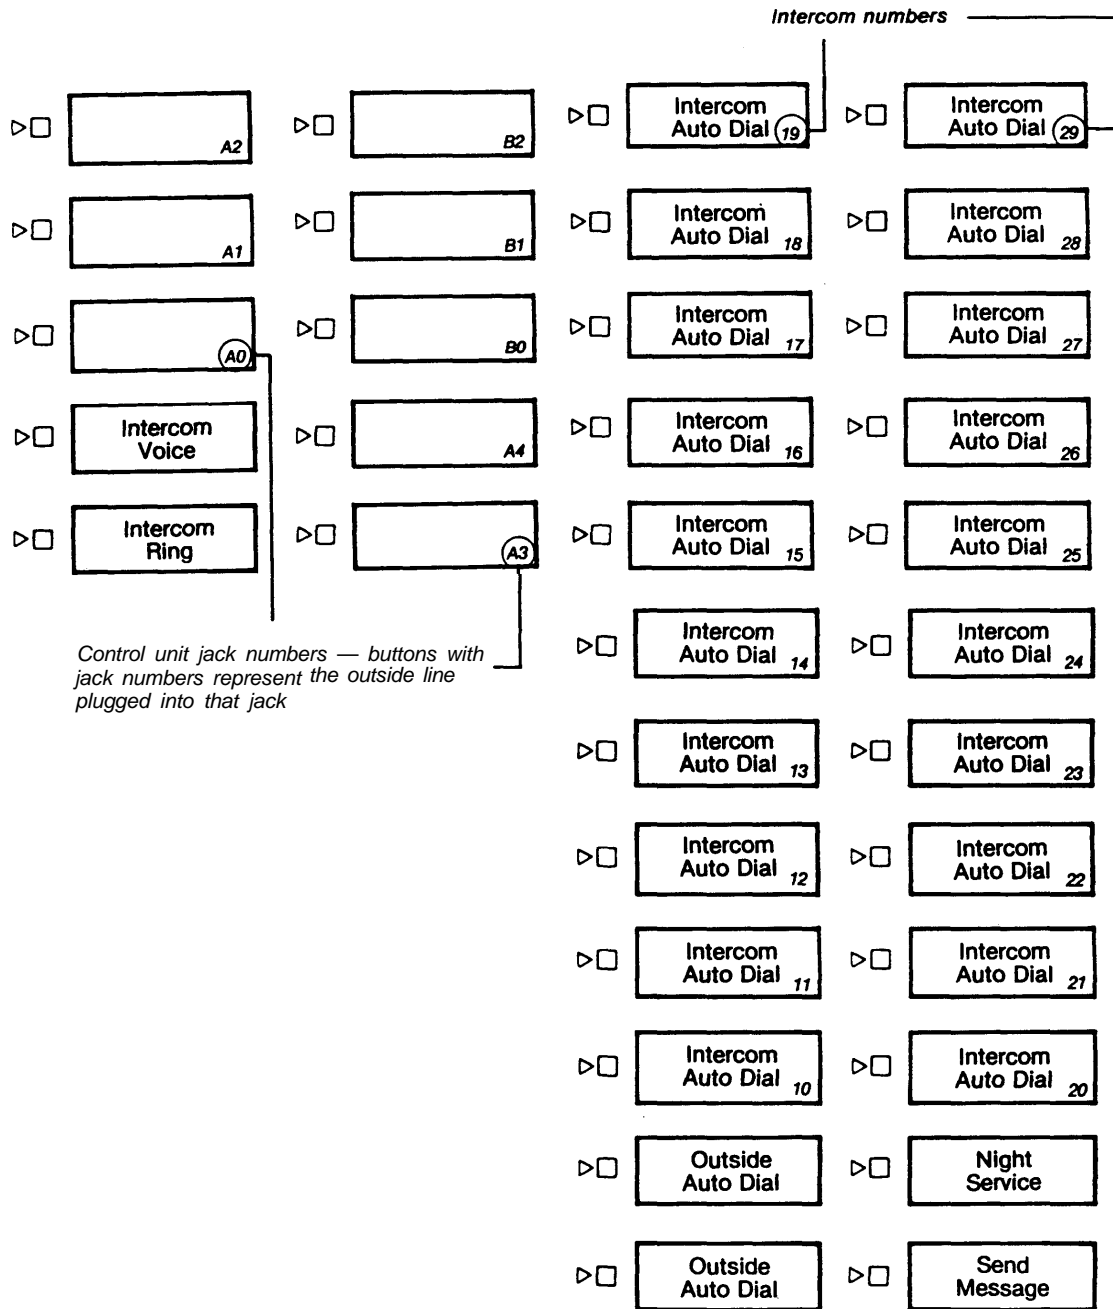 Intercom numbers
A2
B2
Intercom
Auto Dial 19
Intercom
Auto Dial 29
A1
B1
Intercom
Auto Dial 18
Intercom
Auto Dial 28
A0
B0
Intercom
Auto Dial 17
Intercom
Auto Dial 27
Intercom
Voice
A4
Intercom
Auto Dial 16
Intercom
Auto Dial 26
Intercom
Ring
A3
Intercom
Auto Dial 15
Intercom
Auto Dial 25
Control unit jack numbers — buttons with
jack numbers represent the outside line
plugged into that jack
Intercom
Auto Dial 14
Intercom
Auto Dial 24
Intercom
Auto Dial 13
Intercom
Auto Dial 23
Intercom
Auto Dial 12
Intercom
Auto Dial 22
Intercom
Auto Dial 11
Intercom
Auto Dial 21
Intercom
Auto Dial 10
Intercom
Auto Dial 20
Outside
Auto Dial
Night
Service
Outside
Auto Dial
Send
Message